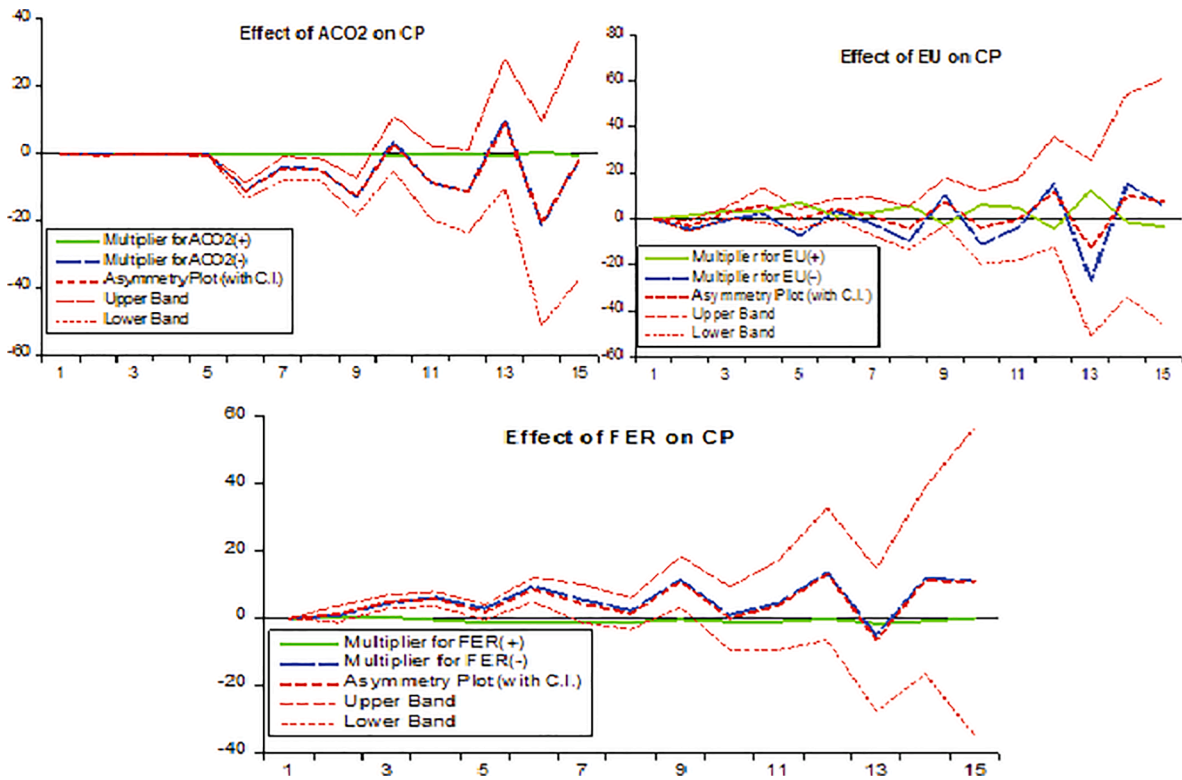 Effect of ACO2 on CP
40
20
0
-20
-40
-60
Multiplier for ACO2(+)
Multiplier for ACO2(-)
Asymmetry Plot (with C.I.)
Upper Band
Lower Band
1 3 5 7 9 11 13 15
Effect of EU on CP
80
60
40
20
0
-20
-40
-60
Multiplier for EU(+)
Multiplier for EU(-)
Asymmetry Plot (with C.I.)
Upper Band
Lower Band
1 3 5 7 9 11 13 15
Effect of FER on CP
60
40
20
0
-20
-40
Multiplier for FER(+)
Multiplier for FER(-)
Asymmetry Plot (with C.I.)
Upper Band
Lower Band
1 3 5 7 9 11 13 15